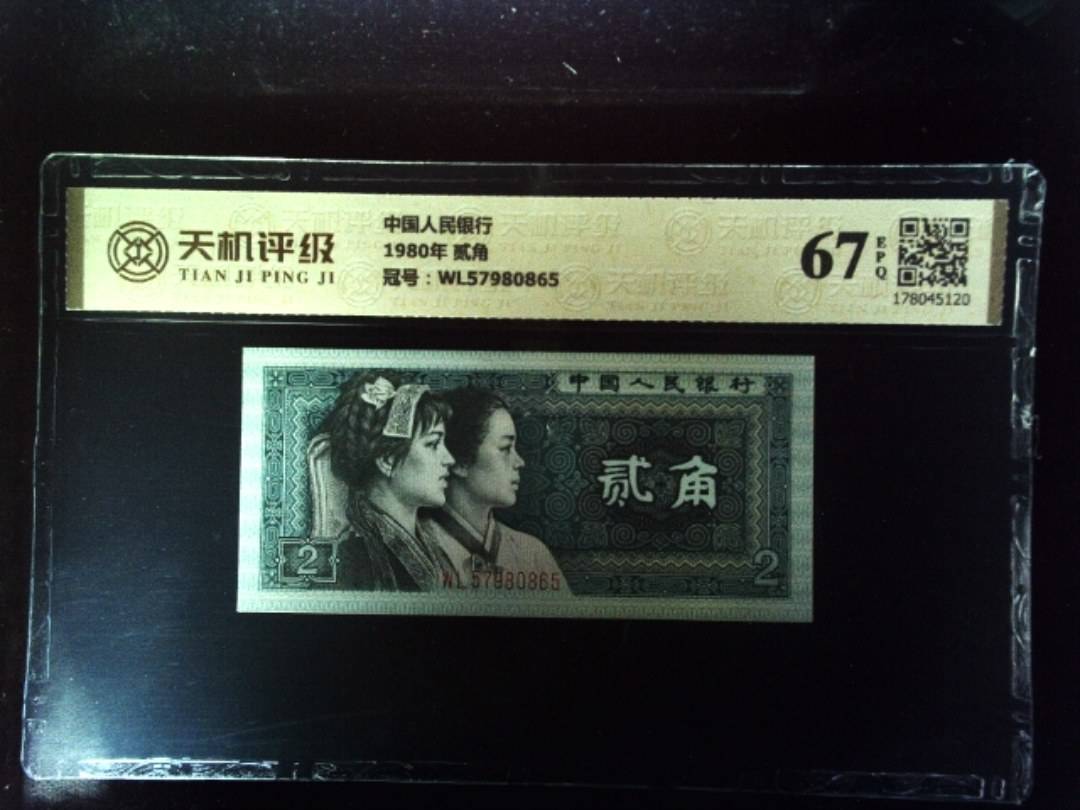 天机评级
TIAN JI PING JI
中国人民银行
1980年 贰角
冠号：WL57980865
67
EPQ
178045120
中国人民银行
贰角
2
2
WL57980865